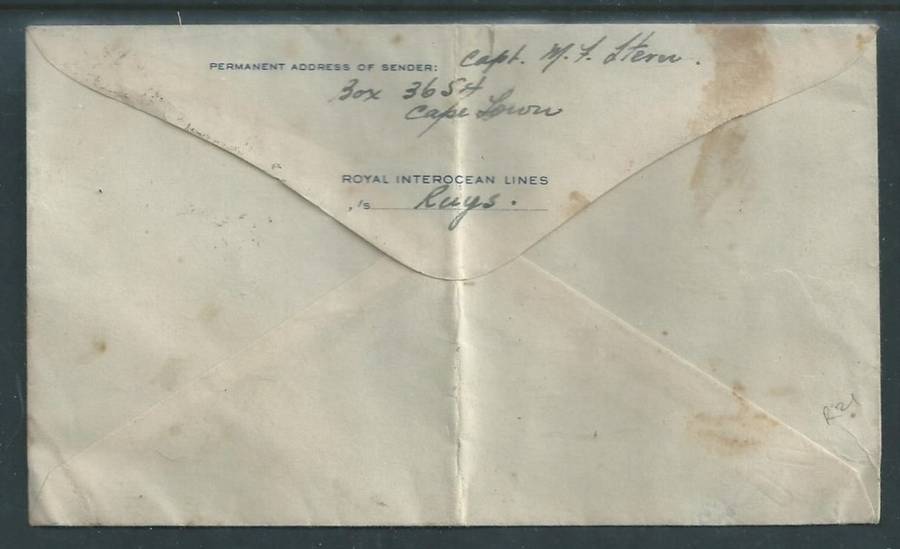 PERMANENT ADDRESS OF SENDER: Capt. M. F. Stern.
Box 3654
Cape Town
ROYAL INTEROCEAN LINES
/s Ruys.